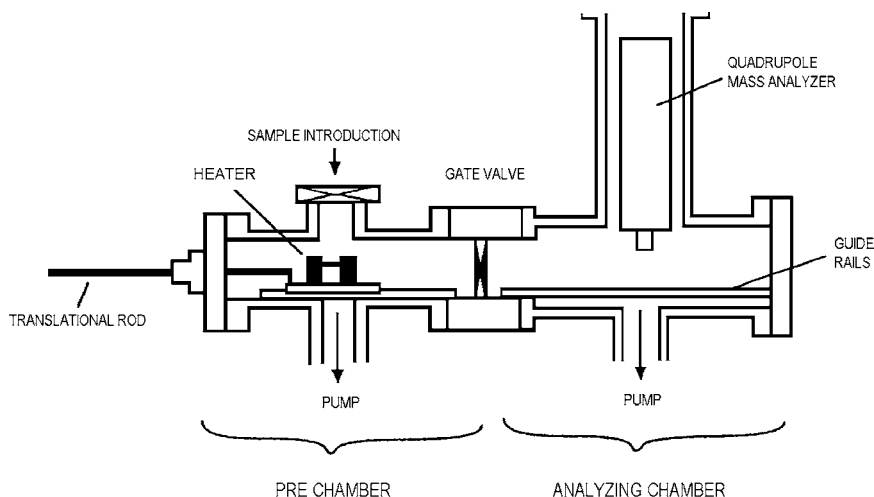 QUADRUPOLE
MASS ANALYZER
SAMPLE INTRODUCTION
HEATER
GATE VALVE
GUIDE
RAILS
TRANSLATIONAL ROD
PUMP
PUMP
PRE CHAMBER
ANALYZING CHAMBER